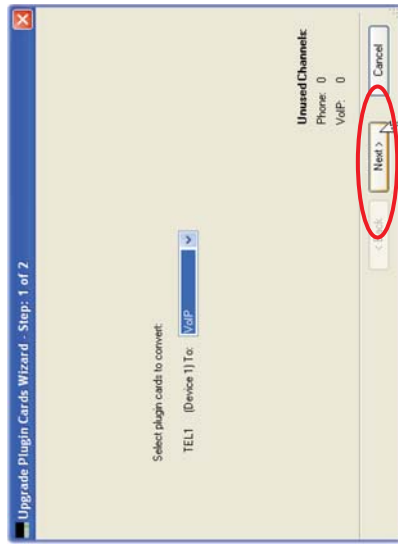 Upgrade Plugin Cards Wizard - Step: 1 of 2
Select plugin cards to convert:
TEL1 (Device 1) To: VoIP
Unused Channels:
Phone: 0
VoIP: 0
< Back Next > Cancel